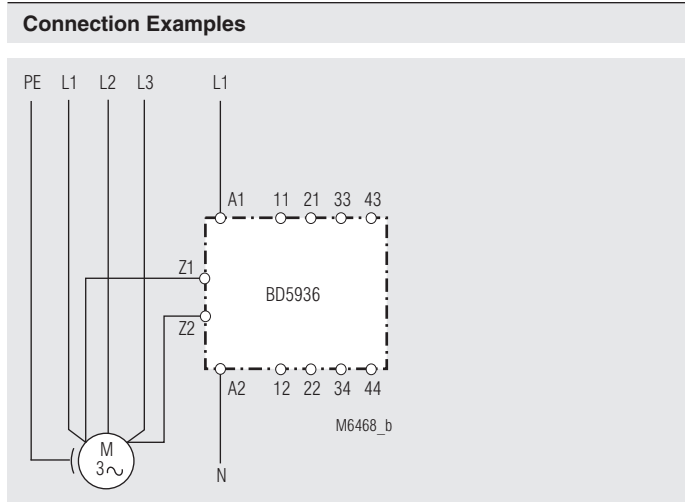 Connection Examples
PE L1 L2 L3 L1
A1 11 21 33 43
Z1
BD5936
Z2
A2 12 22 34 44
M6468_b
M
3~
N